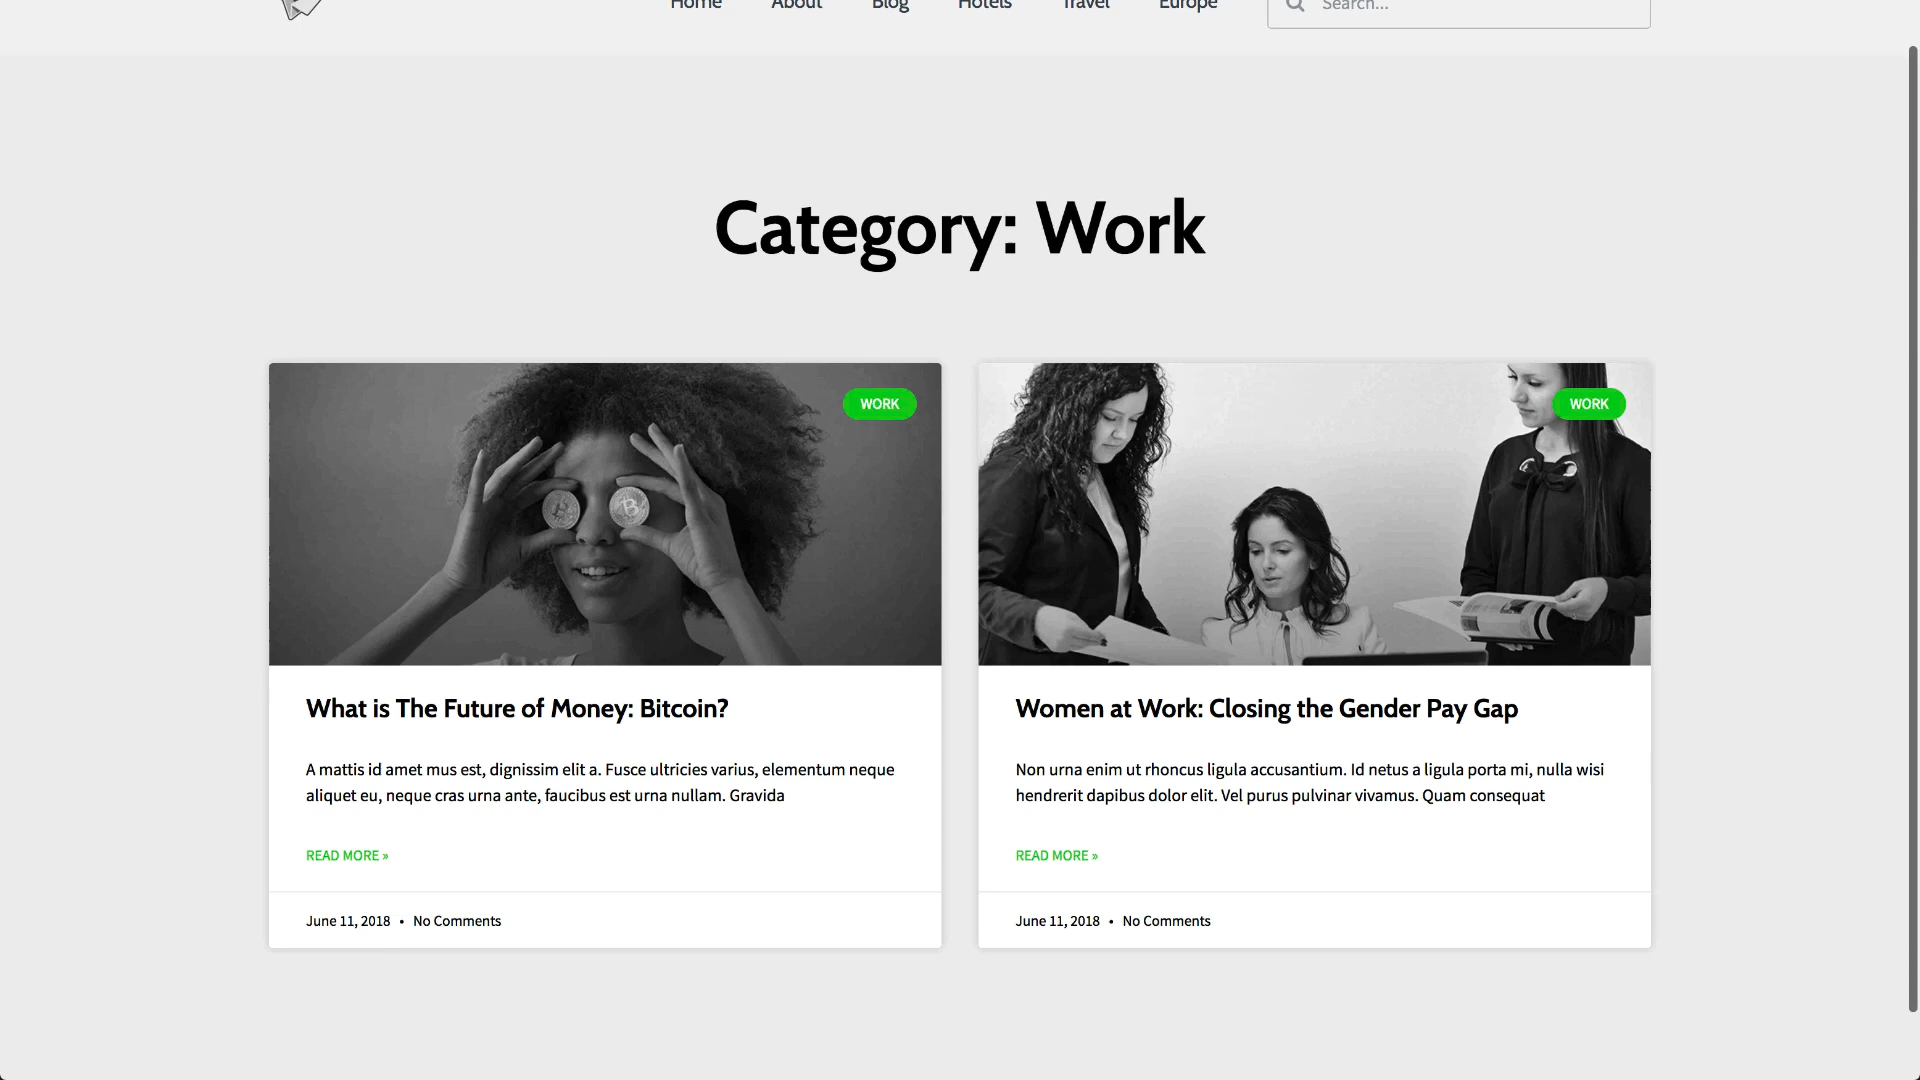 Home About Blog Hotels Travel Europe Search...
Category: Work
WORK
WORK
What is The Future of Money: Bitcoin?
A mattis id amet mus est, dignissim elit a. Fusce ultricies varius, elementum neque
aliquet eu, neque cras urna ante, faucibus est urna nullam. Gravida
READ MORE »
June 11, 2018 • No Comments
Women at Work: Closing the Gender Pay Gap
Non urna enim ut rhoncus ligula accusantium. Id netus a ligula porta mi, nulla wisi
hendrerit dapibus dolor elit. Vel purus pulvinar vivamus. Quam consequat
READ MORE »
June 11, 2018 • No Comments